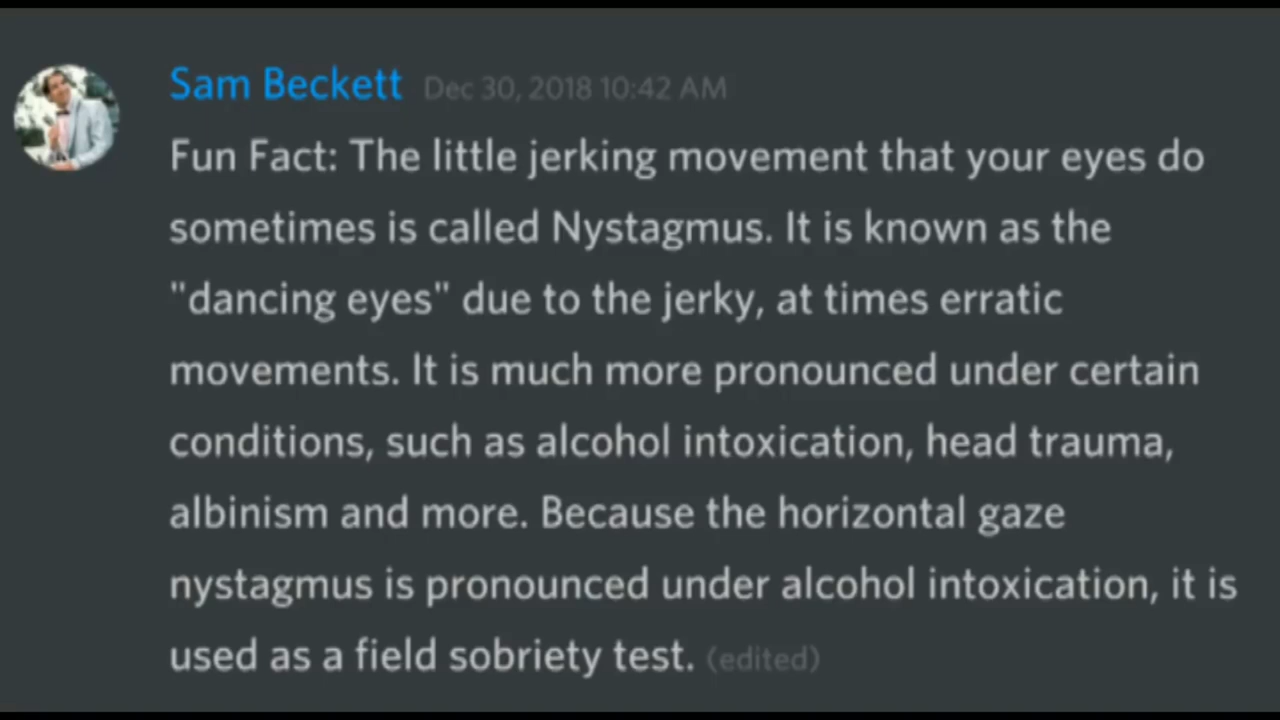 Sam Beckett Dec 30, 2018 10:42 AM
Fun Fact: The little jerking movement that your eyes do
sometimes is called Nystagmus. It is known as the
"dancing eyes" due to the jerky, at times erratic
movements. It is much more pronounced under certain
conditions, such as alcohol intoxication, head trauma,
albinism and more. Because the horizontal gaze
nystagmus is pronounced under alcohol intoxication, it is
used as a field sobriety test. (edited)